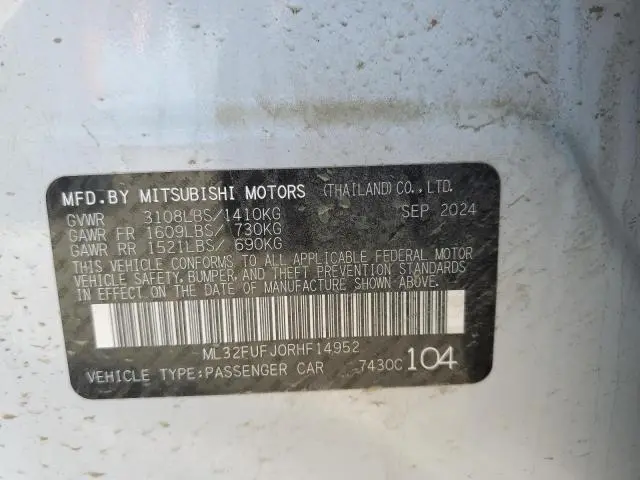 MFD.BY MITSUBISHI MOTORS (THAILAND) CO.,LTD.
GVWR 3108LBS/1410KG SEP 2024
GAWR FR 1609LBS/ 730KG
GAWR RR 1521LBS/ 690KG
THIS VEHICLE CONFORMS TO ALL APPLICABLE FEDERAL MOTOR
VEHICLE SAFETY, BUMPER, AND THEFT PREVENTION STANDARDS
IN EFFECT ON THE DATE OF MANUFACTURE SHOWN ABOVE.
ML32FUFJ0RHF14952
VEHICLE TYPE:PASSENGER CAR 7430C 104